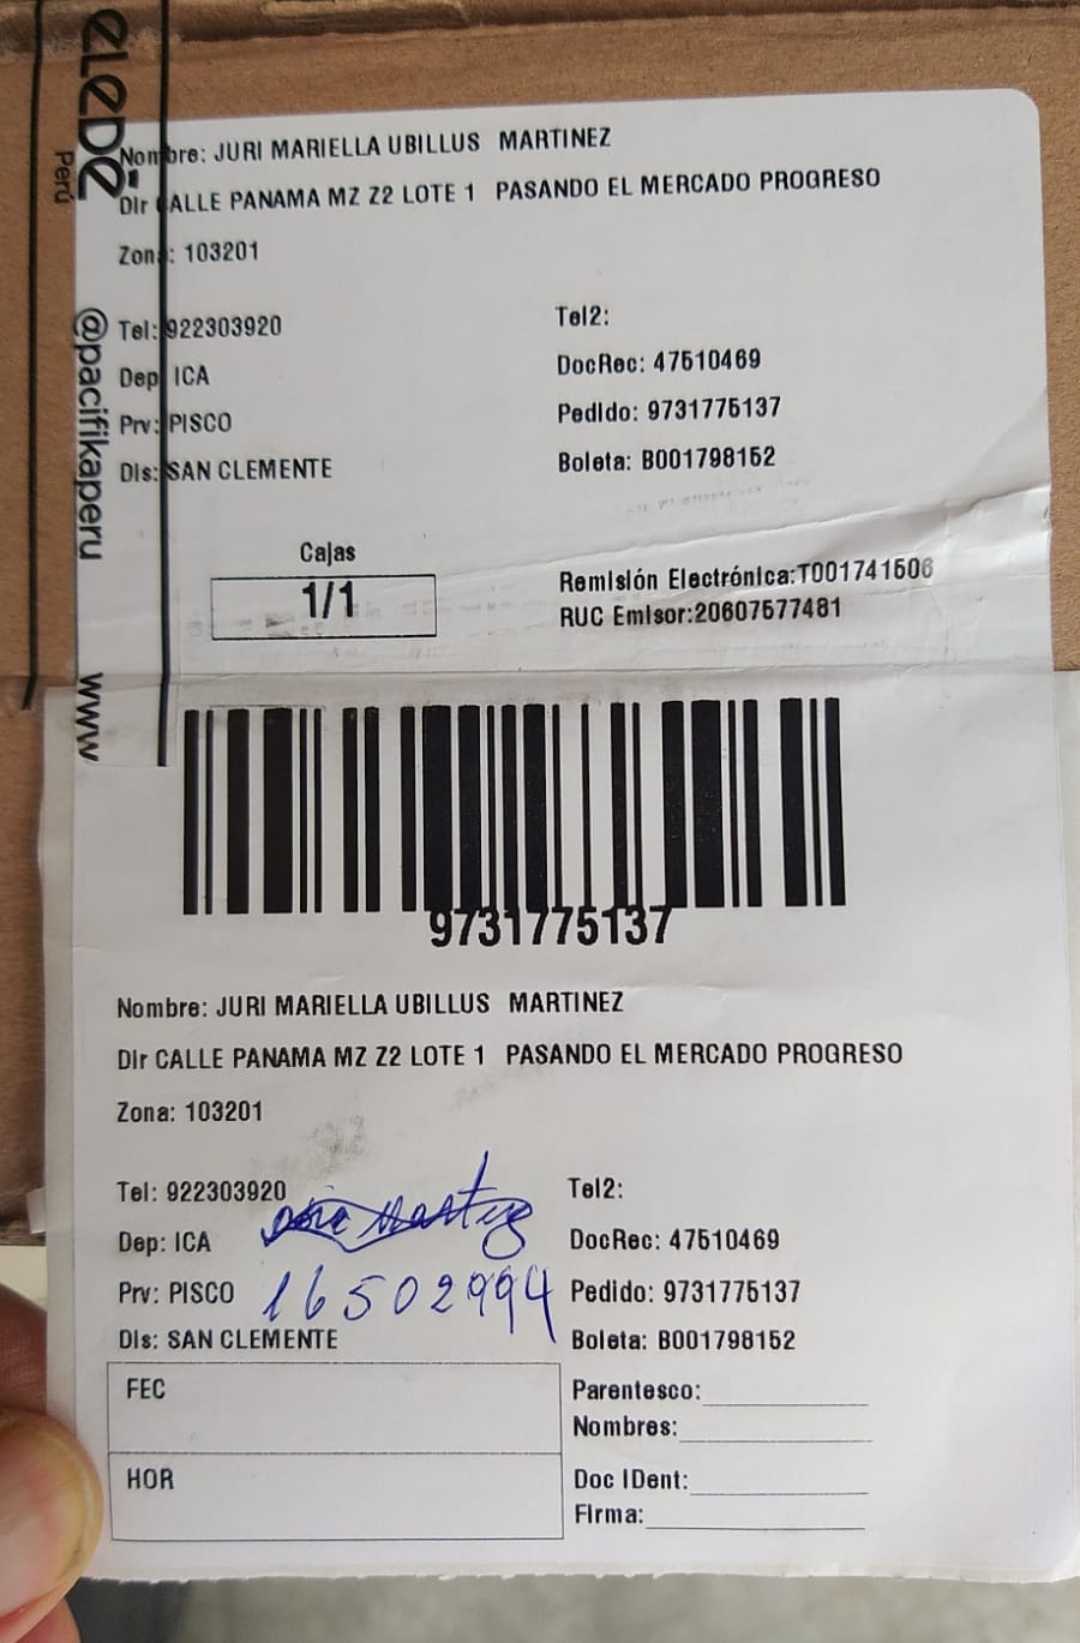 eLeDē
Perú
@pacifikaperu
www
Nombre: JURI MARIELLA UBILLUS MARTINEZ
Dir CALLE PANAMA MZ Z2 LOTE 1 PASANDO EL MERCADO PROGRESO
Zona: 103201
Tel: 922303920 Tel2:
Dep: ICA DocRec: 47510469
Prv: PISCO Pedido: 9731775137
Dis: SAN CLEMENTE Boleta: B001798152
Cajas
1/1
Remisión Electrónica:T001741506
RUC Emisor:20607577481
9731775137
Nombre: JURI MARIELLA UBILLUS MARTINEZ
Dir CALLE PANAMA MZ Z2 LOTE 1 PASANDO EL MERCADO PROGRESO
Zona: 103201
Tel: 922303920 Tel2:
Martinez
Dep: ICA DocRec: 47510469
Prv: PISCO 16502994 Pedido: 9731775137
Dis: SAN CLEMENTE Boleta: B001798152
FEC Parentesco:
Nombres:
HOR Doc IDent:
Firma: